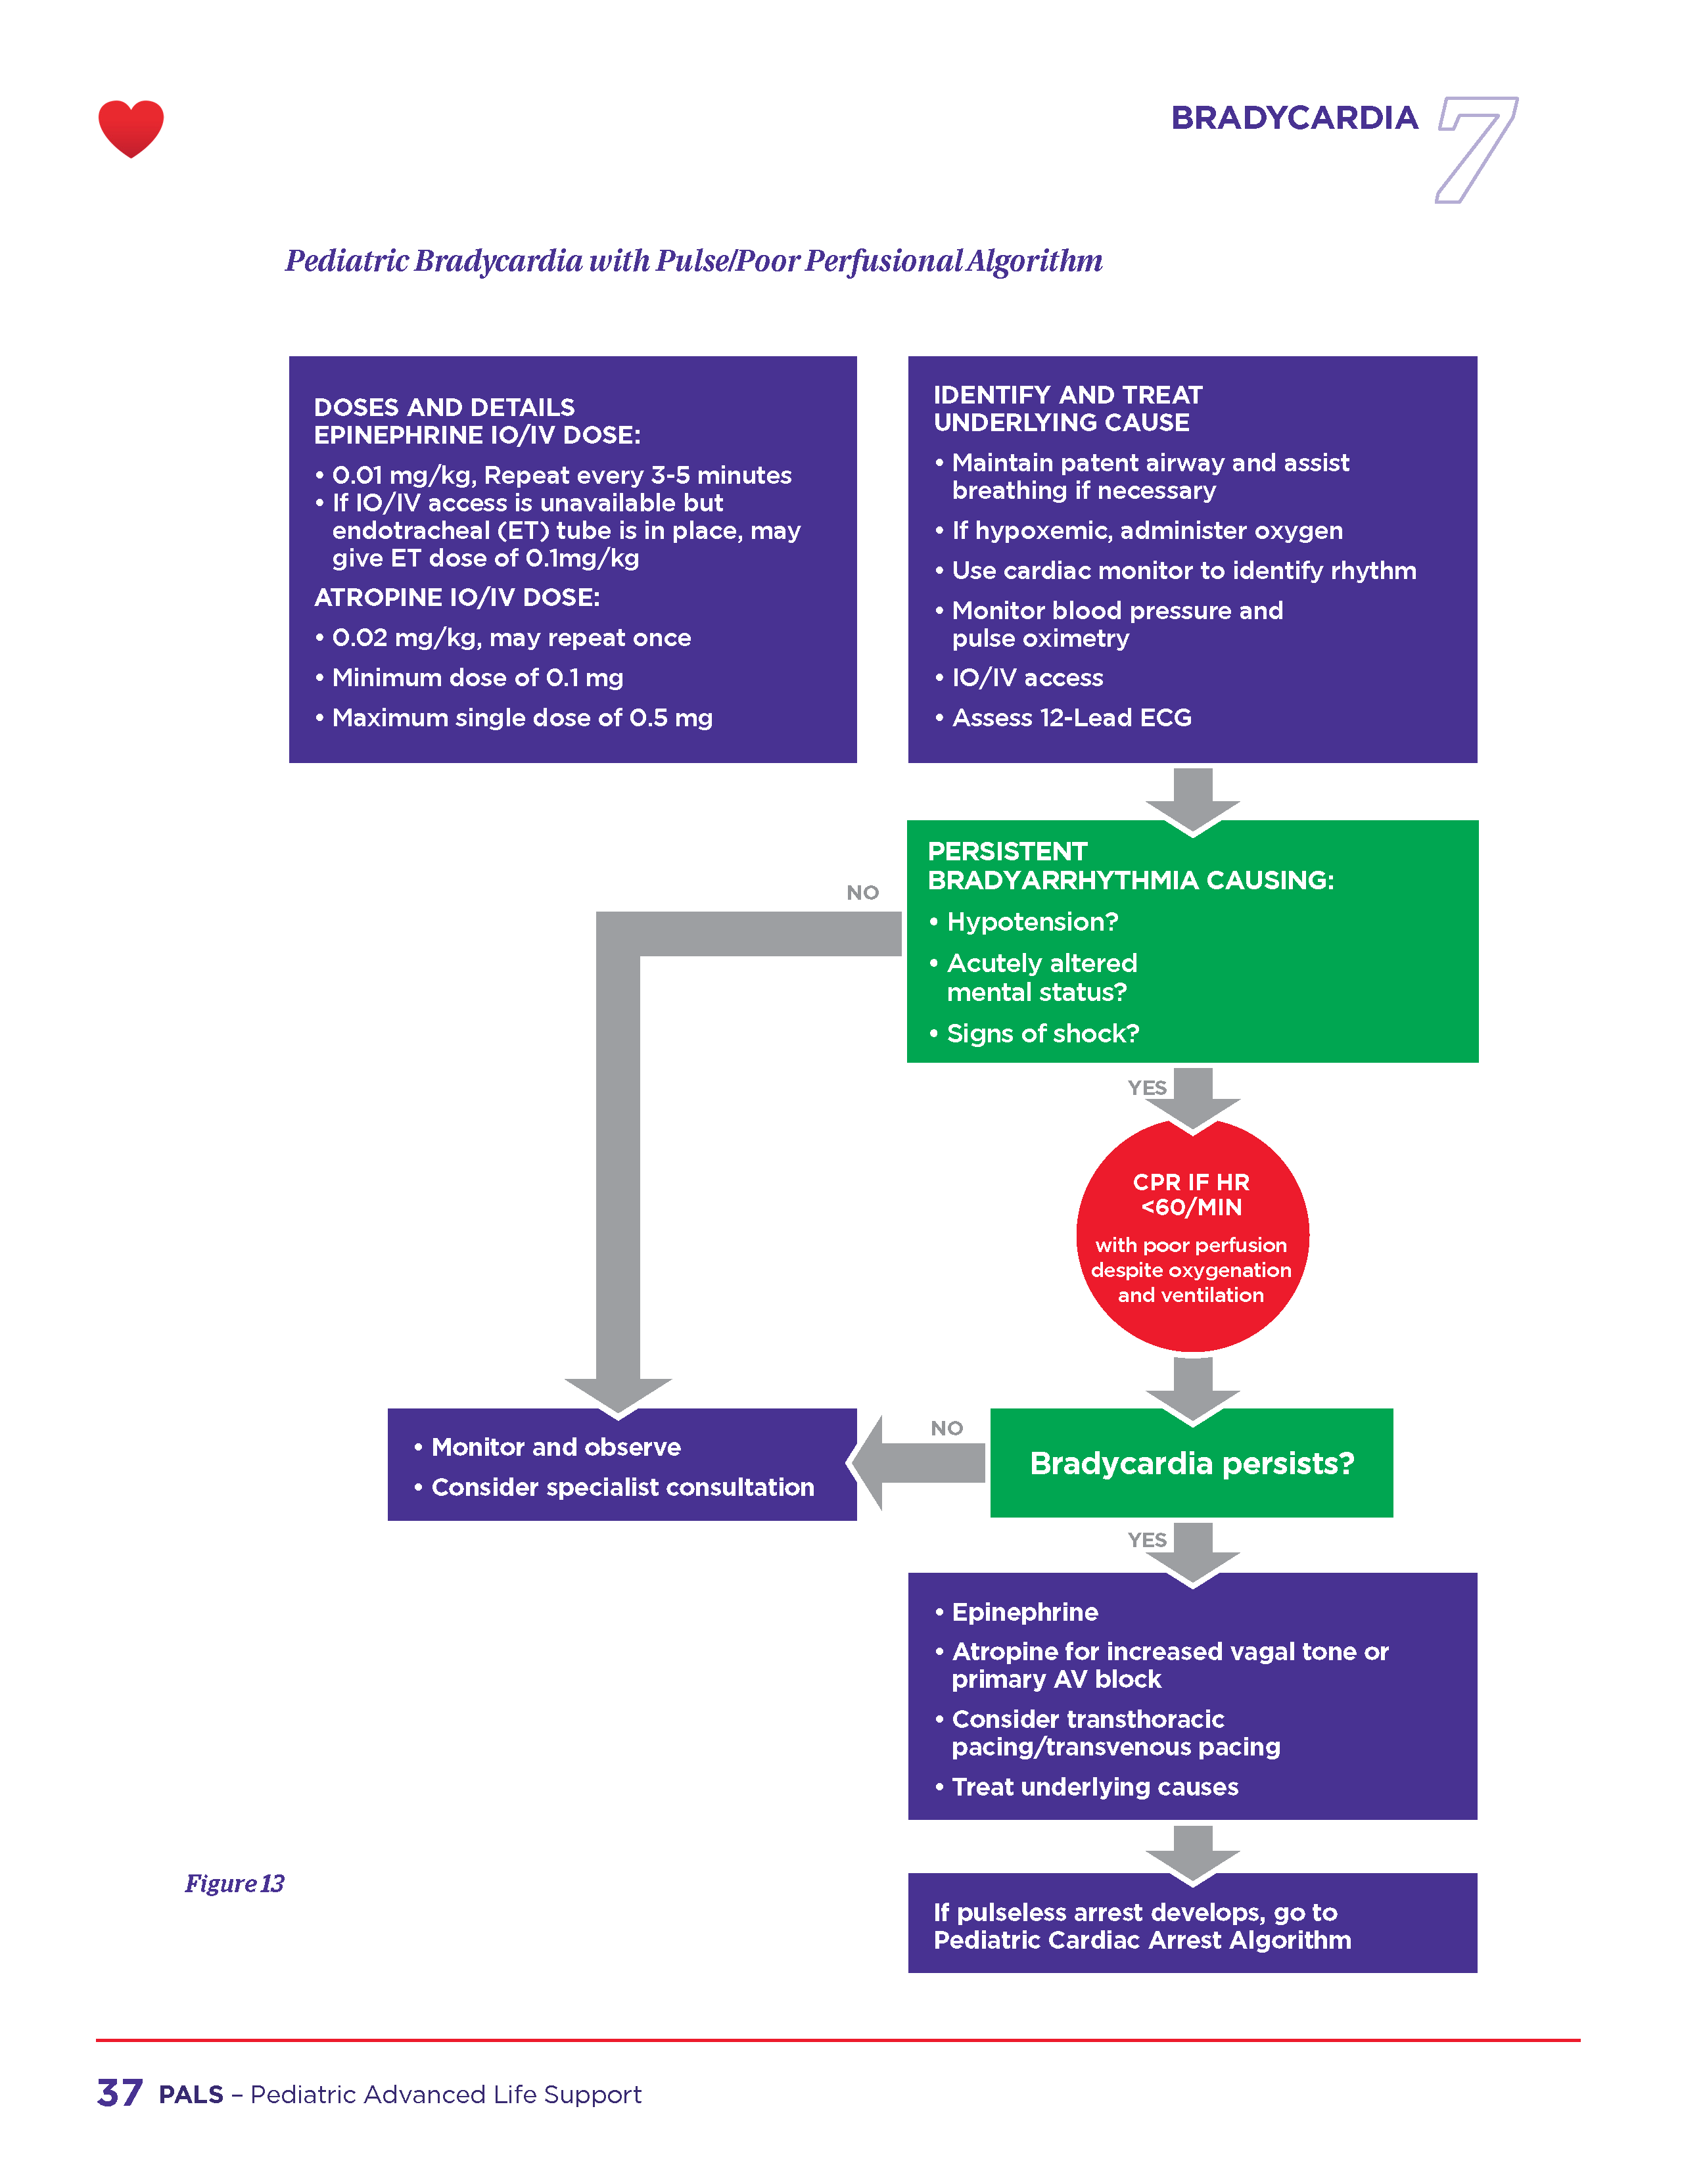 BRADYCARDIA 7
Pediatric Bradycardia with Pulse/Poor Perfusional Algorithm
DOSES AND DETAILS
EPINEPHRINE IO/IV DOSE:
• 0.01 mg/kg, Repeat every 3-5 minutes
• If IO/IV access is unavailable but
endotracheal (ET) tube is in place, may
give ET dose of 0.1mg/kg
ATROPINE IO/IV DOSE:
• 0.02 mg/kg, may repeat once
• Minimum dose of 0.1 mg
• Maximum single dose of 0.5 mg
IDENTIFY AND TREAT
UNDERLYING CAUSE
• Maintain patent airway and assist
breathing if necessary
• If hypoxemic, administer oxygen
• Use cardiac monitor to identify rhythm
• Monitor blood pressure and
pulse oximetry
• IO/IV access
• Assess 12-Lead ECG
PERSISTENT
BRADYARRHYTHMIA CAUSING:
• Hypotension?
• Acutely altered
mental status?
• Signs of shock?
NO
YES
CPR IF HR
<60/MIN
with poor perfusion
despite oxygenation
and ventilation
Bradycardia persists?
NO
• Monitor and observe
• Consider specialist consultation
YES
• Epinephrine
• Atropine for increased vagal tone or
primary AV block
• Consider transthoracic
pacing/transvenous pacing
• Treat underlying causes
If pulseless arrest develops, go to
Pediatric Cardiac Arrest Algorithm
Figure 13
37 PALS – Pediatric Advanced Life Support